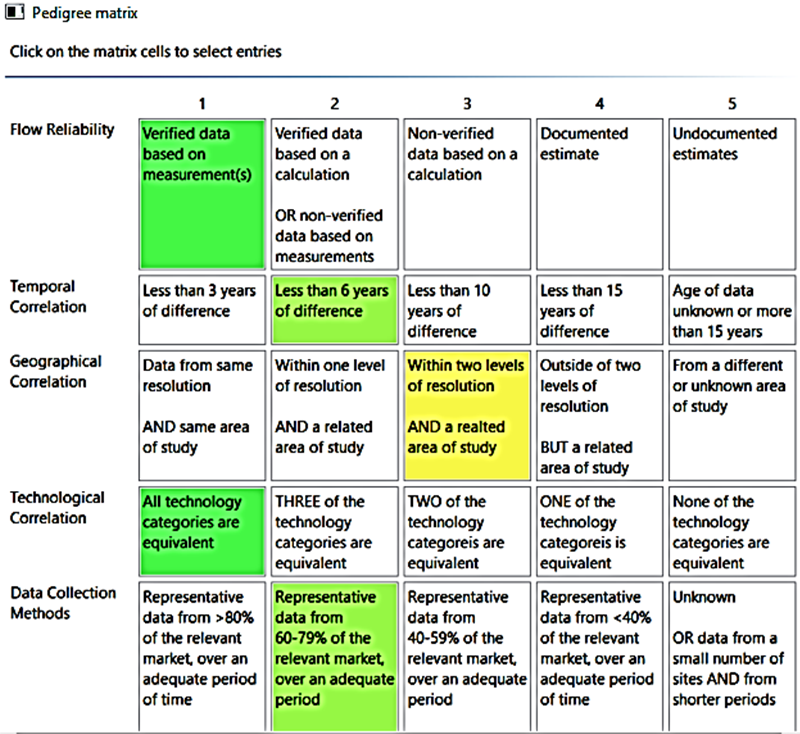 Pedigree matrix
Click on the matrix cells to select entries
1 2 3 4 5
Flow Reliability
Verified data
based on
measurement(s)
Verified data
based on a
calculation
OR non-verified
data based on
measurements
Non-verified
data based on a
calculation
Documented
estimate
Undocumented
estimates
Temporal
Correlation
Less than 3 years
of difference
Less than 6 years
of difference
Less than 10
years of
difference
Less than 15
years of
difference
Age of data
unknown or more
than 15 years
Geographical
Correlation
Data from same
resolution
AND same area
of study
Within one level
of resolution
AND a related
area of study
Within two levels
of resolution
AND a realted
area of study
Outside of two
levels of
resolution
BUT a related
area of study
From a different
or unknown area
of study
Technological
Correlation
All technology
categories are
equivalent
THREE of the
technology
categories are
equivalent
TWO of the
technology
categoreis are
equivalent
ONE of the
technology
categoreis is
equivalent
None of the
technology
categories are
equivalent
Data Collection
Methods
Representative
data from >80%
of the relevant
market, over an
adequate period
of time
Representative
data from
60-79% of the
relevant market,
over an adequate
period
Representative
data from
40-59% of the
relevant market,
over an adequate
period
Representative
data from <40%
of the relevant
market, over an
adequate period
of time
Unknown
OR data from a
small number of
sites AND from
shorter periods